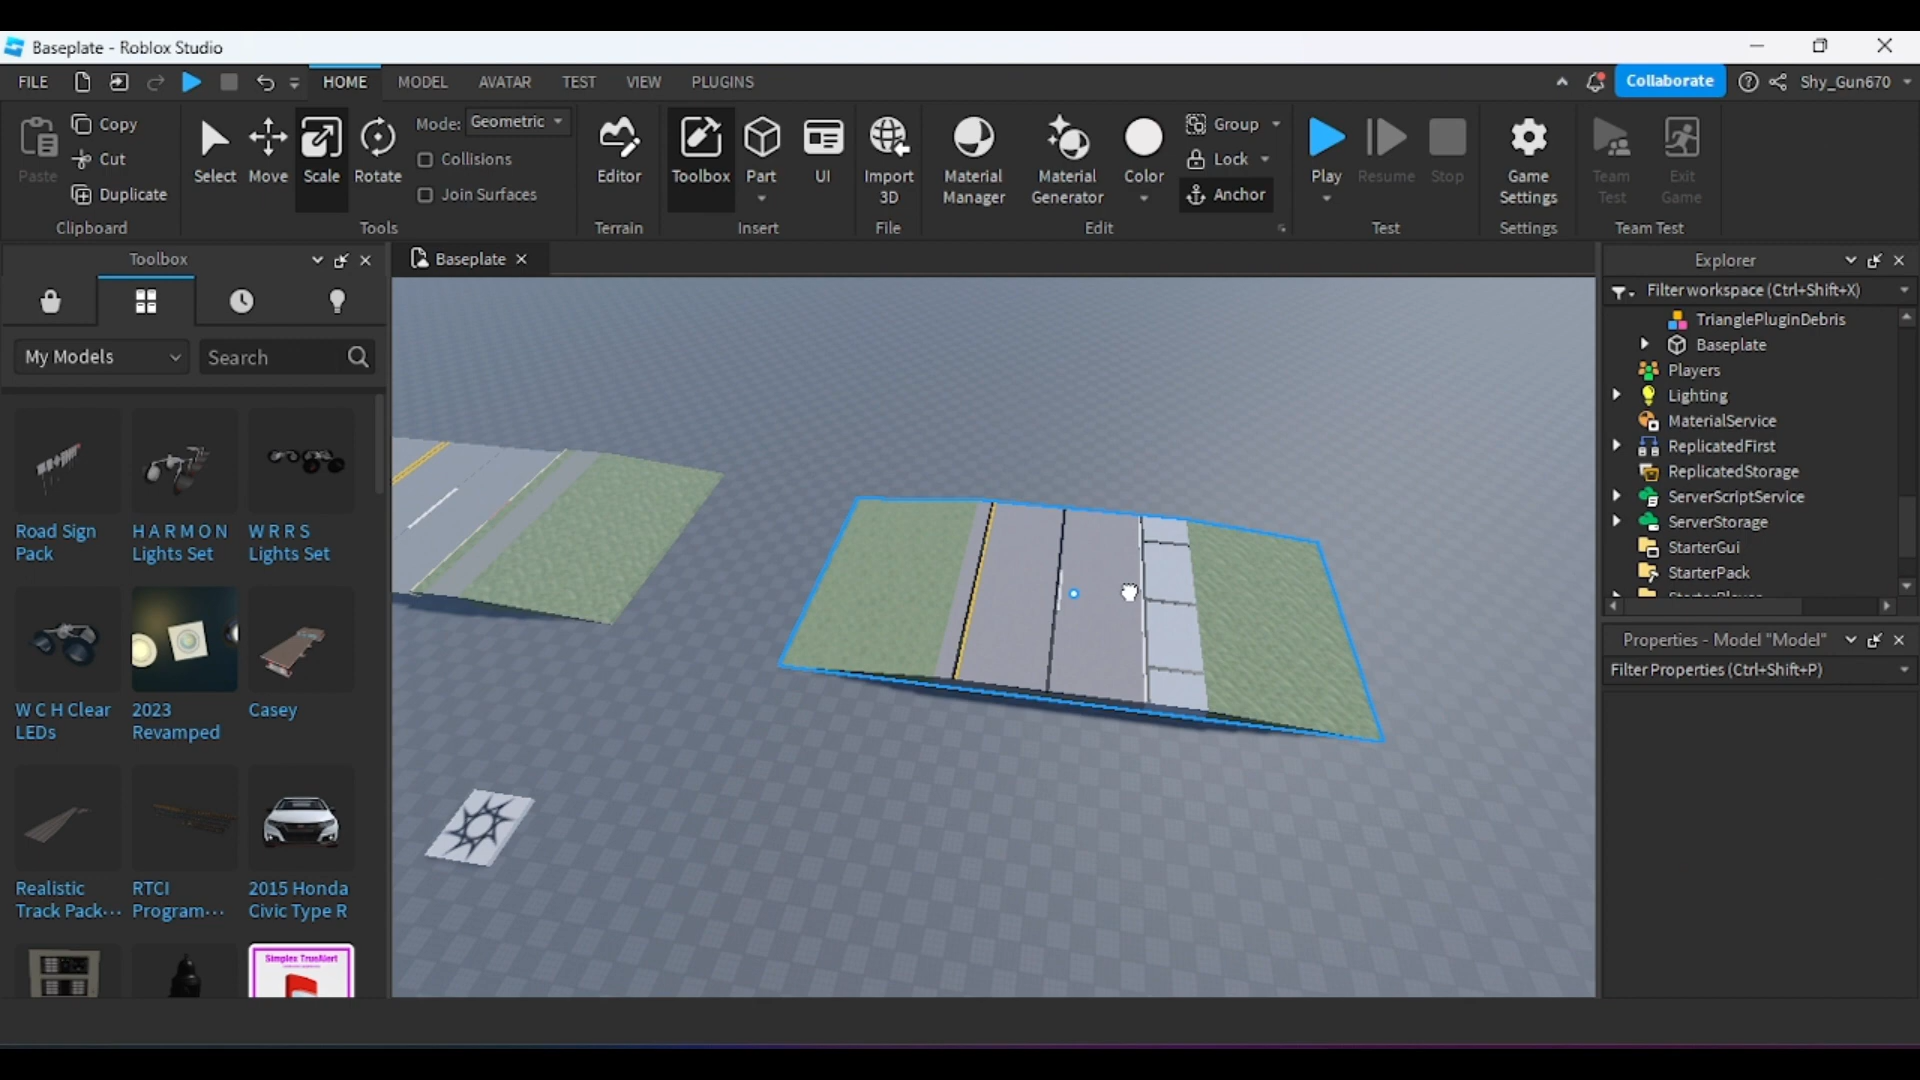 Baseplate - Roblox Studio
FILE HOME MODEL AVATAR TEST VIEW PLUGINS Collaborate Shy_Gun670
Paste
Copy
Cut
Duplicate
Clipboard
Select Move Scale Rotate
Mode: Geometric
Collisions
Join Surfaces
Tools
Editor
Terrain
Toolbox Part UI
Insert
Import
3D
File
Material
Manager
Material
Generator
Color
Group
Lock
Anchor
Edit
Play Resume Stop
Test
Game
Settings
Settings
Team
Test
Exit
Game
Team Test
Toolbox
My Models Search
Road Sign
Pack
H A R M O N
Lights Set
W R R S
Lights Set
W C H Clear
LEDs
2023
Revamped
Casey
Realistic
Track Pack...
RTCI
Program...
2015 Honda
Civic Type R
Simplex TrueAlert
Baseplate
Explorer
Filter workspace (Ctrl+Shift+X)
TrianglePluginDebris
Baseplate
Players
Lighting
MaterialService
ReplicatedFirst
ReplicatedStorage
ServerScriptService
ServerStorage
StarterGui
StarterPack
StarterPlayer
Properties - Model "Model"
Filter Properties (Ctrl+Shift+P)